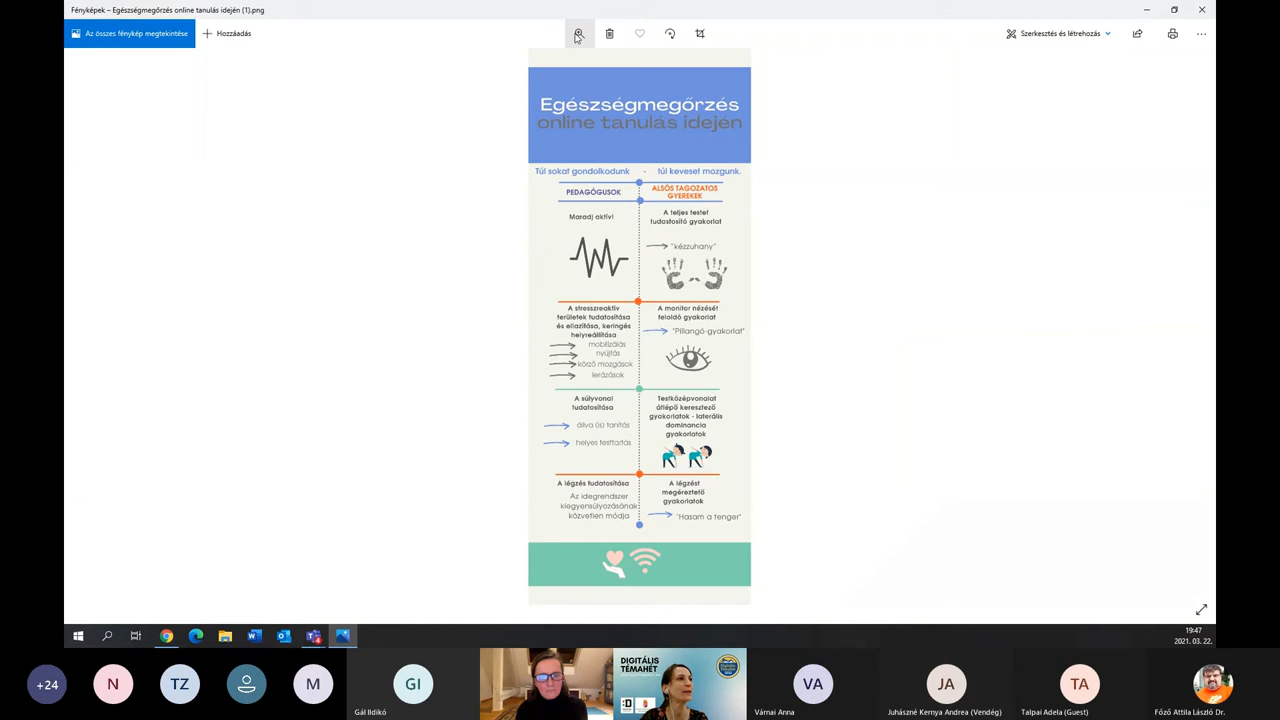 Fényképek – Egészségmegőrzés online tanulás idején (1).png
Az összes fénykép megtekintése
Hozzáadás
Szerkesztés és létrehozás
Egészségmegőrzés
online tanulás idején
Túl sokat gondolkodunk - túl keveset mozgunk.
PEDAGÓGUSOK
Maradj aktív!
A stresszreaktív
területek tudatosítása
és ellazítása, keringés
helyreállítása
mobilizálás
nyújtás
körző mozgások
lerázások
A súlyvonal
tudatosítása
állva (is) tanítás
helyes testtartás
A légzés tudatosítása
Az idegrendszer
kiegensúlyozásának
közvetlen módja
ALSÓS TAGOZATOS
GYEREKEK
A teljes testet
tudatosító gyakorlat
"kézzuhany"
A monitor nézését
feloldó gyakorlat
"Pillangó-gyakorlat"
Testközépvonalat
átlépő keresztező
gyakorlatok - laterális
dominancia
gyakorlatok
A légzést
megéreztető
gyakorlatok
"Hasam a tenger"
19:47
2021. 03. 22.
+24
N
TZ
M
GI
Gál Ildikó
DIGITÁLIS
TÉMAHÉT
:D
VA
Várnai Anna
JA
Juhászné Kernya Andrea (Vendég)
TA
Talpai Adela (Guest)
Főző Attila László Dr.